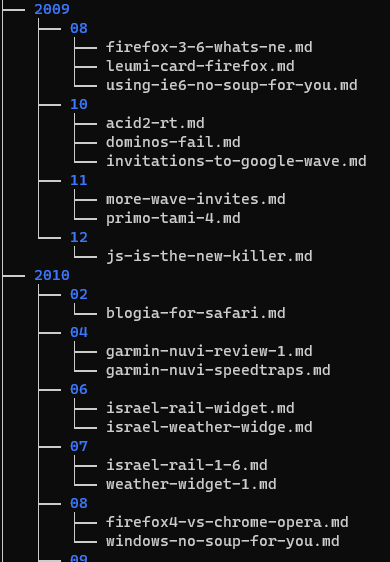 2009
08
firefox-3-6-whats-ne.md
leumi-card-firefox.md
using-ie6-no-soup-for-you.md
10
acid2-rt.md
dominos-fail.md
invitations-to-google-wave.md
11
more-wave-invites.md
primo-tami-4.md
12
js-is-the-new-killer.md
2010
02
blogia-for-safari.md
04
garmin-nuvi-review-1.md
garmin-nuvi-speedtraps.md
06
israel-rail-widget.md
israel-weather-widge.md
07
israel-rail-1-6.md
weather-widget-1.md
08
firefox4-vs-chrome-opera.md
windows-no-soup-for-you.md
09